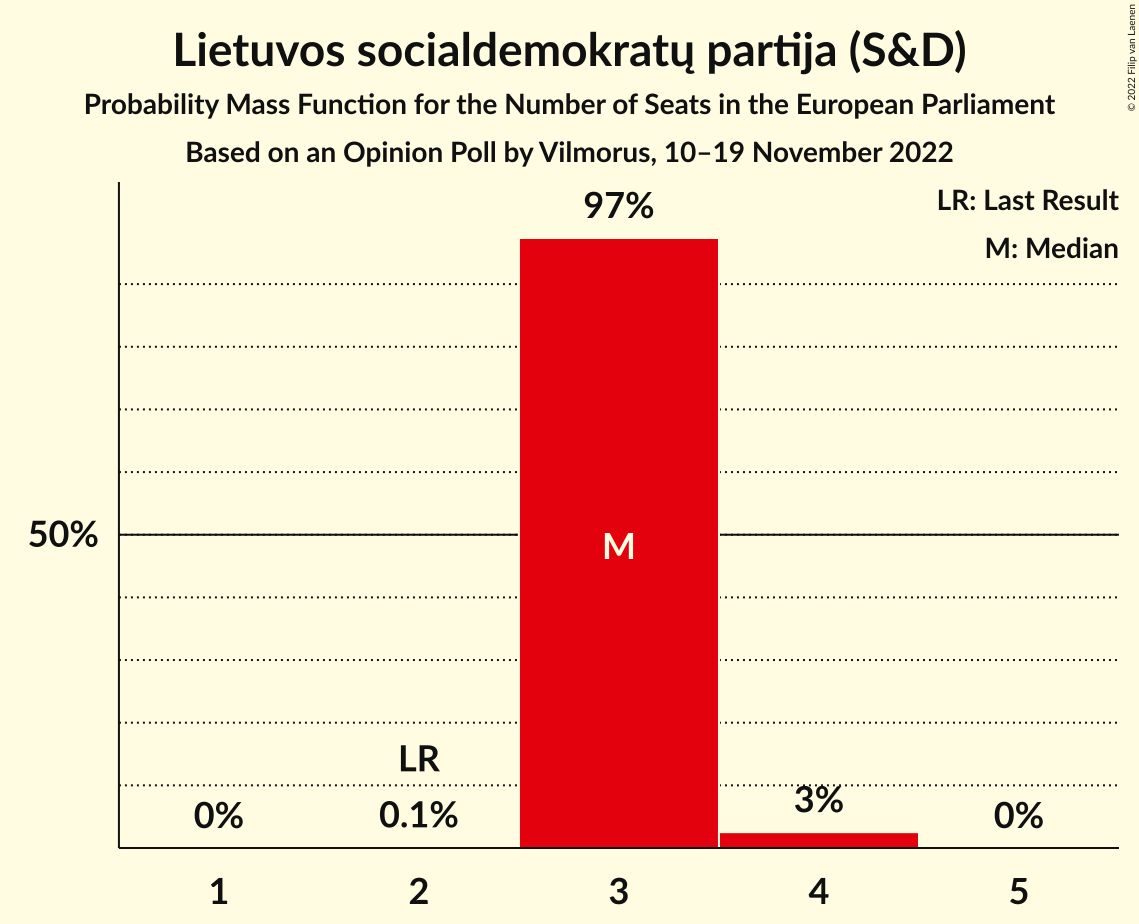 Lietuvos socialdemokratų partija (S&D)
Probability Mass Function for the Number of Seats in the European Parliament
Based on an Opinion Poll by Vilmorus, 10–19 November 2022
© 2022 Filip van Laenen
LR: Last Result
M: Median
97%
50%
M
LR
0%
0.1%
3%
0%
1
2
3
4
5